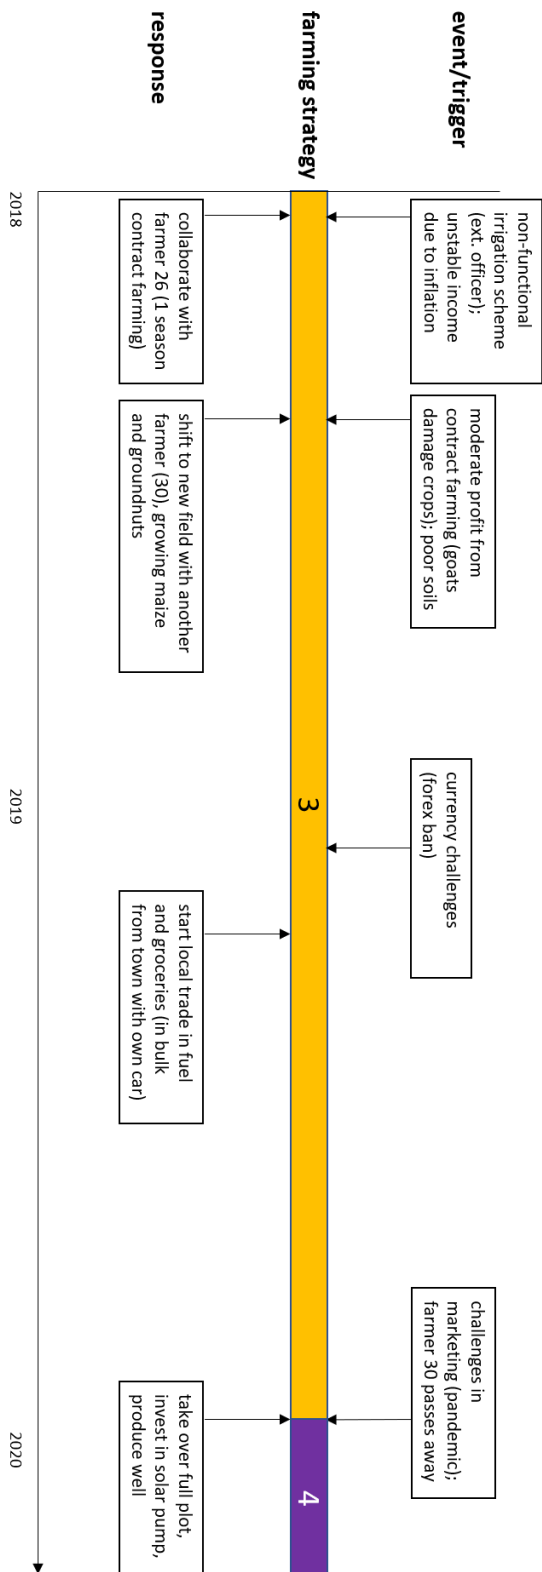 event/trigger
non-functional
irrigation scheme
(ext. officer);
unstable income
due to inflation
moderate profit from
contract farming (goats
damage crops); poor soils
currency challenges
(forex ban)
challenges in
marketing (pandemic);
farmer 30 passes away
farming strategy
3
4
response
collaborate with
farmer 26 (1 season
contract farming)
shift to new field with another
farmer (30), growing maize
and groundnuts
start local trade in fuel
and groceries (in bulk
from town with own car)
take over full plot,
invest in solar pump,
produce well
2018
2019
2020